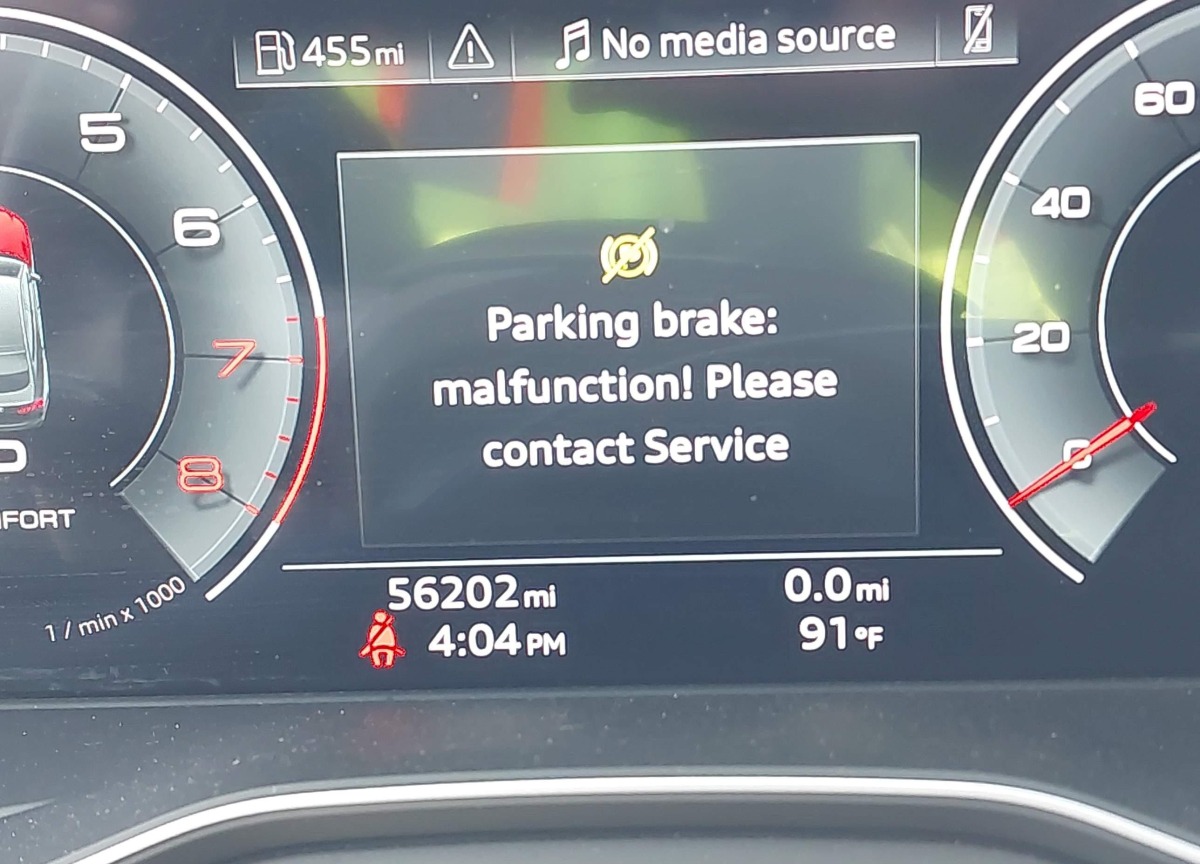 455mi
No media source
5
6
7
8
1 / min x 1000
60
40
20
0
Parking brake:
malfunction! Please
contact Service
56202mi
0.0mi
4:04PM
91°F